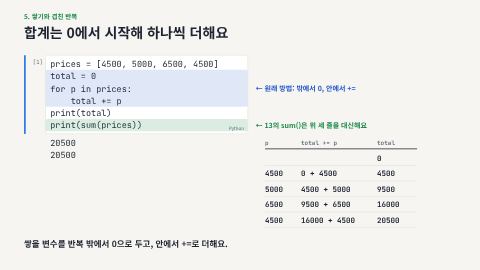 5. 쌓기와 겹친 반복
합계는 0에서 시작해 하나씩 더해요
[1]
prices = [4500, 5000, 6500, 4500]
total = 0
for p in prices:
    total += p
print(total)
print(sum(prices))
Python
20500
20500
← 원래 방법: 밖에서 0, 안에서 +=
← 13의 sum()은 위 세 줄을 대신해요
p total += p total
0
4500 0 + 4500 4500
5000 4500 + 5000 9500
6500 9500 + 6500 16000
4500 16000 + 4500 20500
쌓을 변수를 반복 밖에서 0으로 두고, 안에서 +=로 더해요.